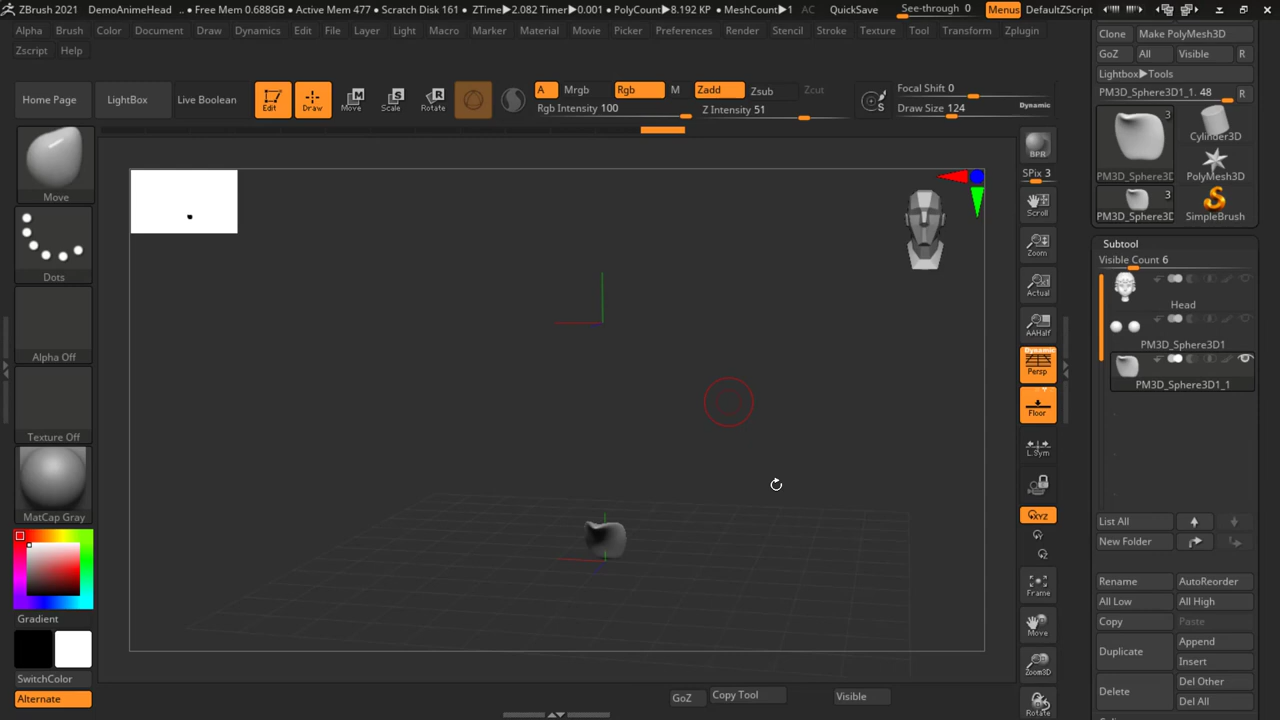 ZBrush 2021 DemoAnimeHead .. • Free Mem 0.688GB • Active Mem 477 • Scratch Disk 161 • ZTime▶2.082 Timer▶0.001 • PolyCount▶8.192 KP • MeshCount▶1 AC QuickSave See-through 0 Menus DefaultZScript
Alpha Brush Color Document Draw Dynamics Edit File Layer Light Macro Marker Material Movie Picker Preferences Render Stencil Stroke Texture Tool Transform Zplugin
Zscript Help
Clone Make PolyMesh3D
GoZ All Visible R
Lightbox▶Tools
PM3D_Sphere3D1_1. 48 R
Home Page LightBox Live Boolean Edit Draw Move Scale Rotate
A Mrgb Rgb M Zadd Zsub Zcut
Rgb Intensity 100 Z Intensity 51
S Focal Shift 0
Draw Size 124 Dynamic
3 Cylinder3D
PM3D_Sphere3D1 PolyMesh3D
3
PM3D_Sphere3D SimpleBrush
Move
Dots
Alpha Off
Texture Off
MatCap Gray
Gradient
SwitchColor
Alternate
BPR
SPix 3
Scroll
Zoom
Actual
AAHalf
Dynamic
Persp
Floor
L.Sym
XYZ
Y
Z
Frame
Move
Zoom3D
Rotate
Subtool
Visible Count 6
Head
PM3D_Sphere3D1
PM3D_Sphere3D1_1
List All
New Folder
Rename AutoReorder
All Low All High
Copy Paste
Duplicate Append
Insert
Delete Del Other
Del All
GoZ Copy Tool Visible